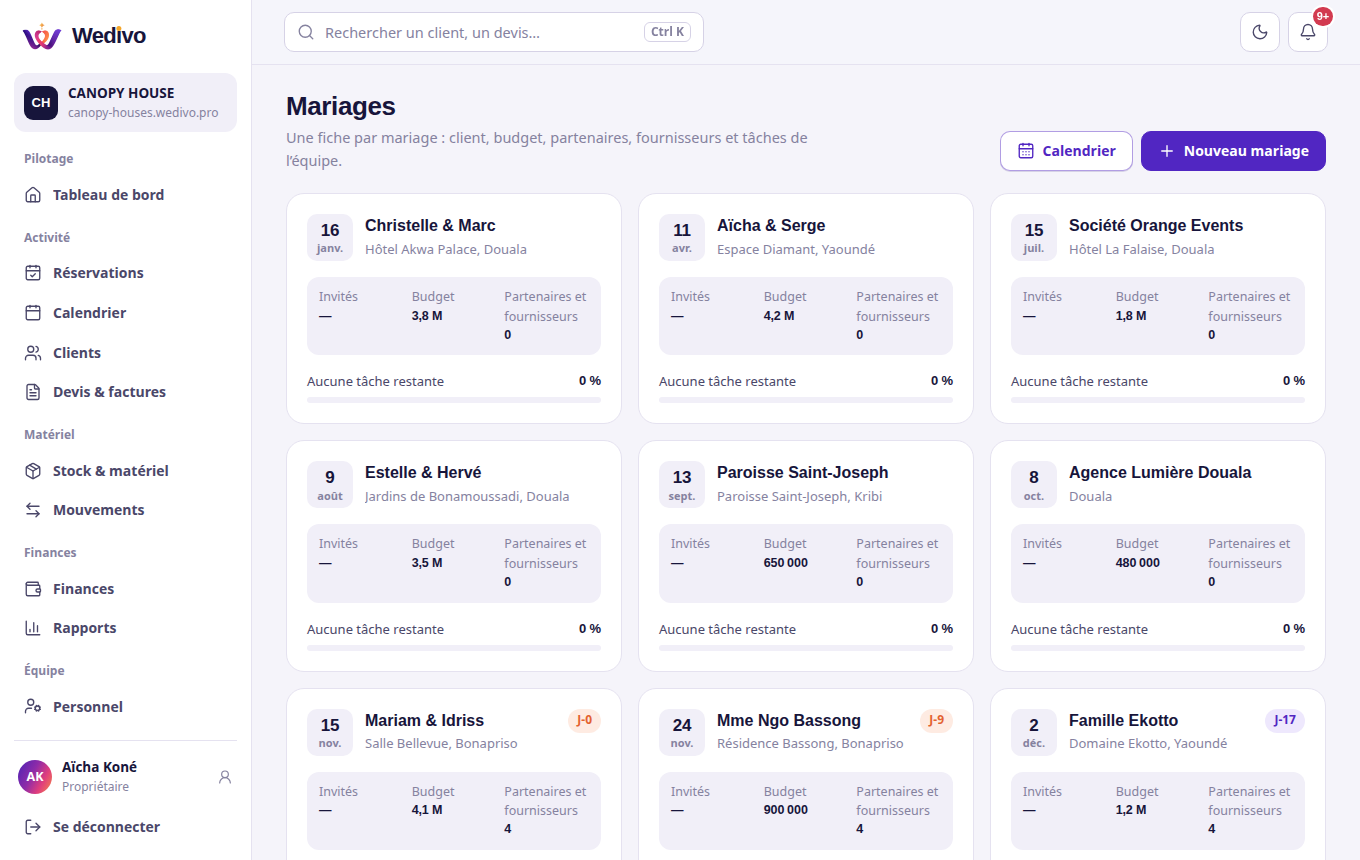 Wedivo
CH
CANOPY HOUSE
canopy-houses.wedivo.pro
Pilotage
Tableau de bord
Activité
Réservations
Calendrier
Clients
Devis & factures
Matériel
Stock & matériel
Mouvements
Finances
Finances
Rapports
Équipe
Personnel
AK
Aïcha Koné
Propriétaire
Se déconnecter
Rechercher un client, un devis…
Ctrl K
9+
Mariages
Une fiche par mariage : client, budget, partenaires, fournisseurs et tâches de
l’équipe.
Calendrier
Nouveau mariage
16
janv.
Christelle & Marc
Hôtel Akwa Palace, Douala
Invités
—
Budget
3,8 M
Partenaires et
fournisseurs
0
Aucune tâche restante
0 %
11
avr.
Aïcha & Serge
Espace Diamant, Yaoundé
Invités
—
Budget
4,2 M
Partenaires et
fournisseurs
0
Aucune tâche restante
0 %
15
juil.
Société Orange Events
Hôtel La Falaise, Douala
Invités
—
Budget
1,8 M
Partenaires et
fournisseurs
0
Aucune tâche restante
0 %
9
août
Estelle & Hervé
Jardins de Bonamoussadi, Douala
Invités
—
Budget
3,5 M
Partenaires et
fournisseurs
0
Aucune tâche restante
0 %
13
sept.
Paroisse Saint-Joseph
Paroisse Saint-Joseph, Kribi
Invités
—
Budget
650 000
Partenaires et
fournisseurs
0
Aucune tâche restante
0 %
8
oct.
Agence Lumière Douala
Douala
Invités
—
Budget
480 000
Partenaires et
fournisseurs
0
Aucune tâche restante
0 %
15
nov.
Mariam & Idriss
Salle Bellevue, Bonapriso
J-0
Invités
—
Budget
4,1 M
Partenaires et
fournisseurs
4
24
nov.
Mme Ngo Bassong
Résidence Bassong, Bonapriso
J-9
Invités
—
Budget
900 000
Partenaires et
fournisseurs
4
2
déc.
Famille Ekotto
Domaine Ekotto, Yaoundé
J-17
Invités
—
Budget
1,2 M
Partenaires et
fournisseurs
4